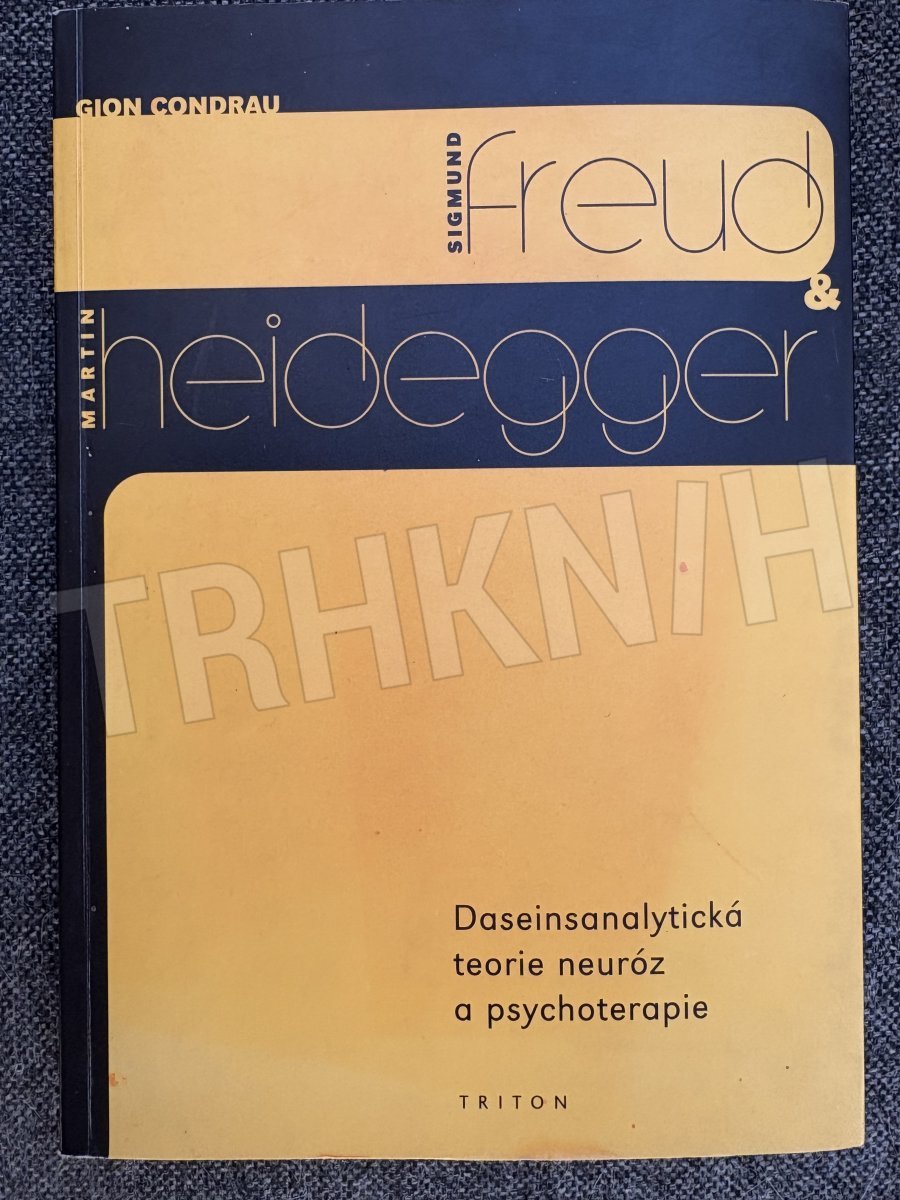 GION CONDRAU
SIGMUND
freud
&
MARTIN
heidegger
TRHKNIH
Daseinsanalytická
teorie neuróz
a psychoterapie
TRITON